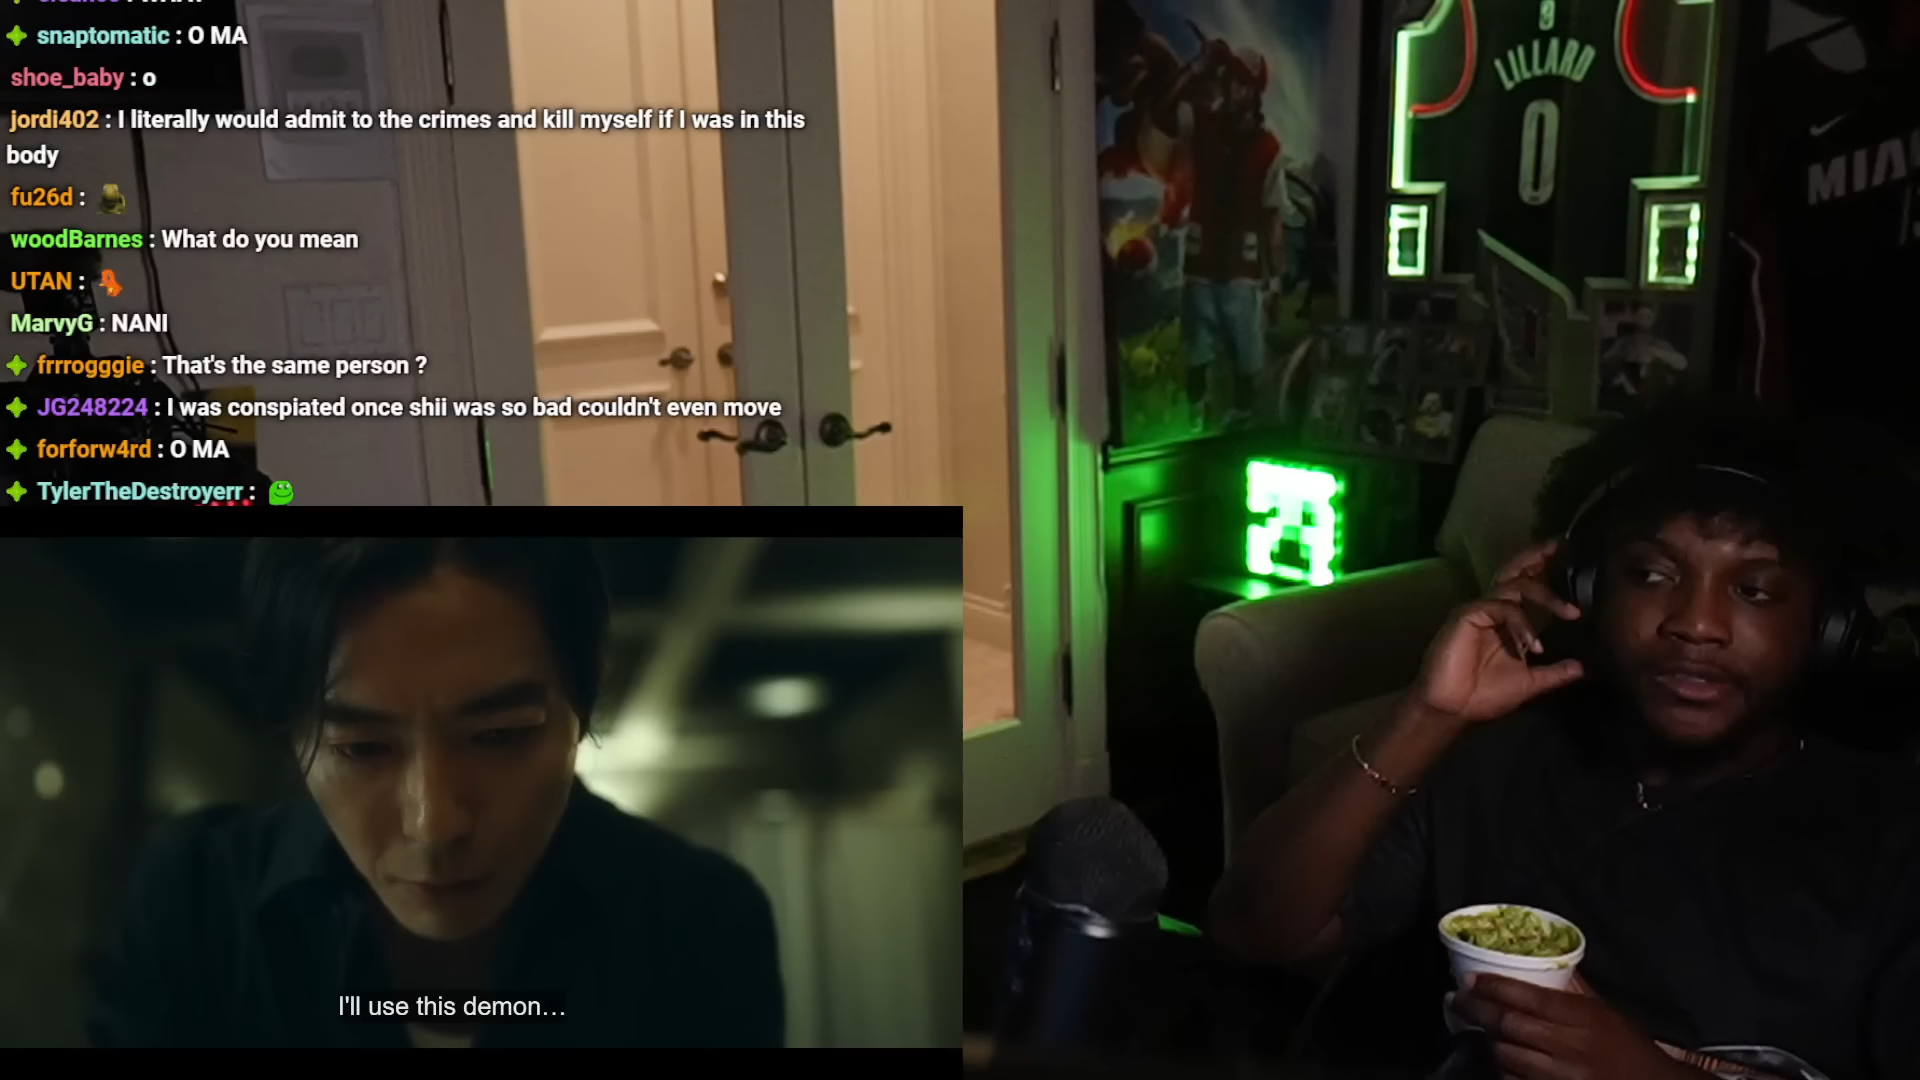 snaptomatic : O MA
shoe_baby : o
jordi402 : I literally would admit to the crimes and kill myself if I was in this
body
fu26d :
woodBarnes : What do you mean
UTAN :
MarvyG : NANI
frrrogggie : That's the same person ?
JG248224 : I was conspiated once shii was so bad couldn't even move
forforw4rd : O MA
TylerTheDestroyerr :
I'll use this demon...
LILLARD
0